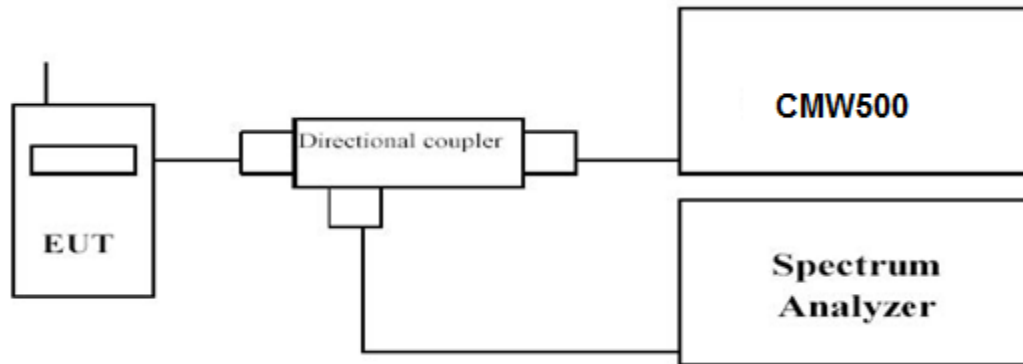 CMW500
Directional coupler
EUT
Spectrum
Analyzer